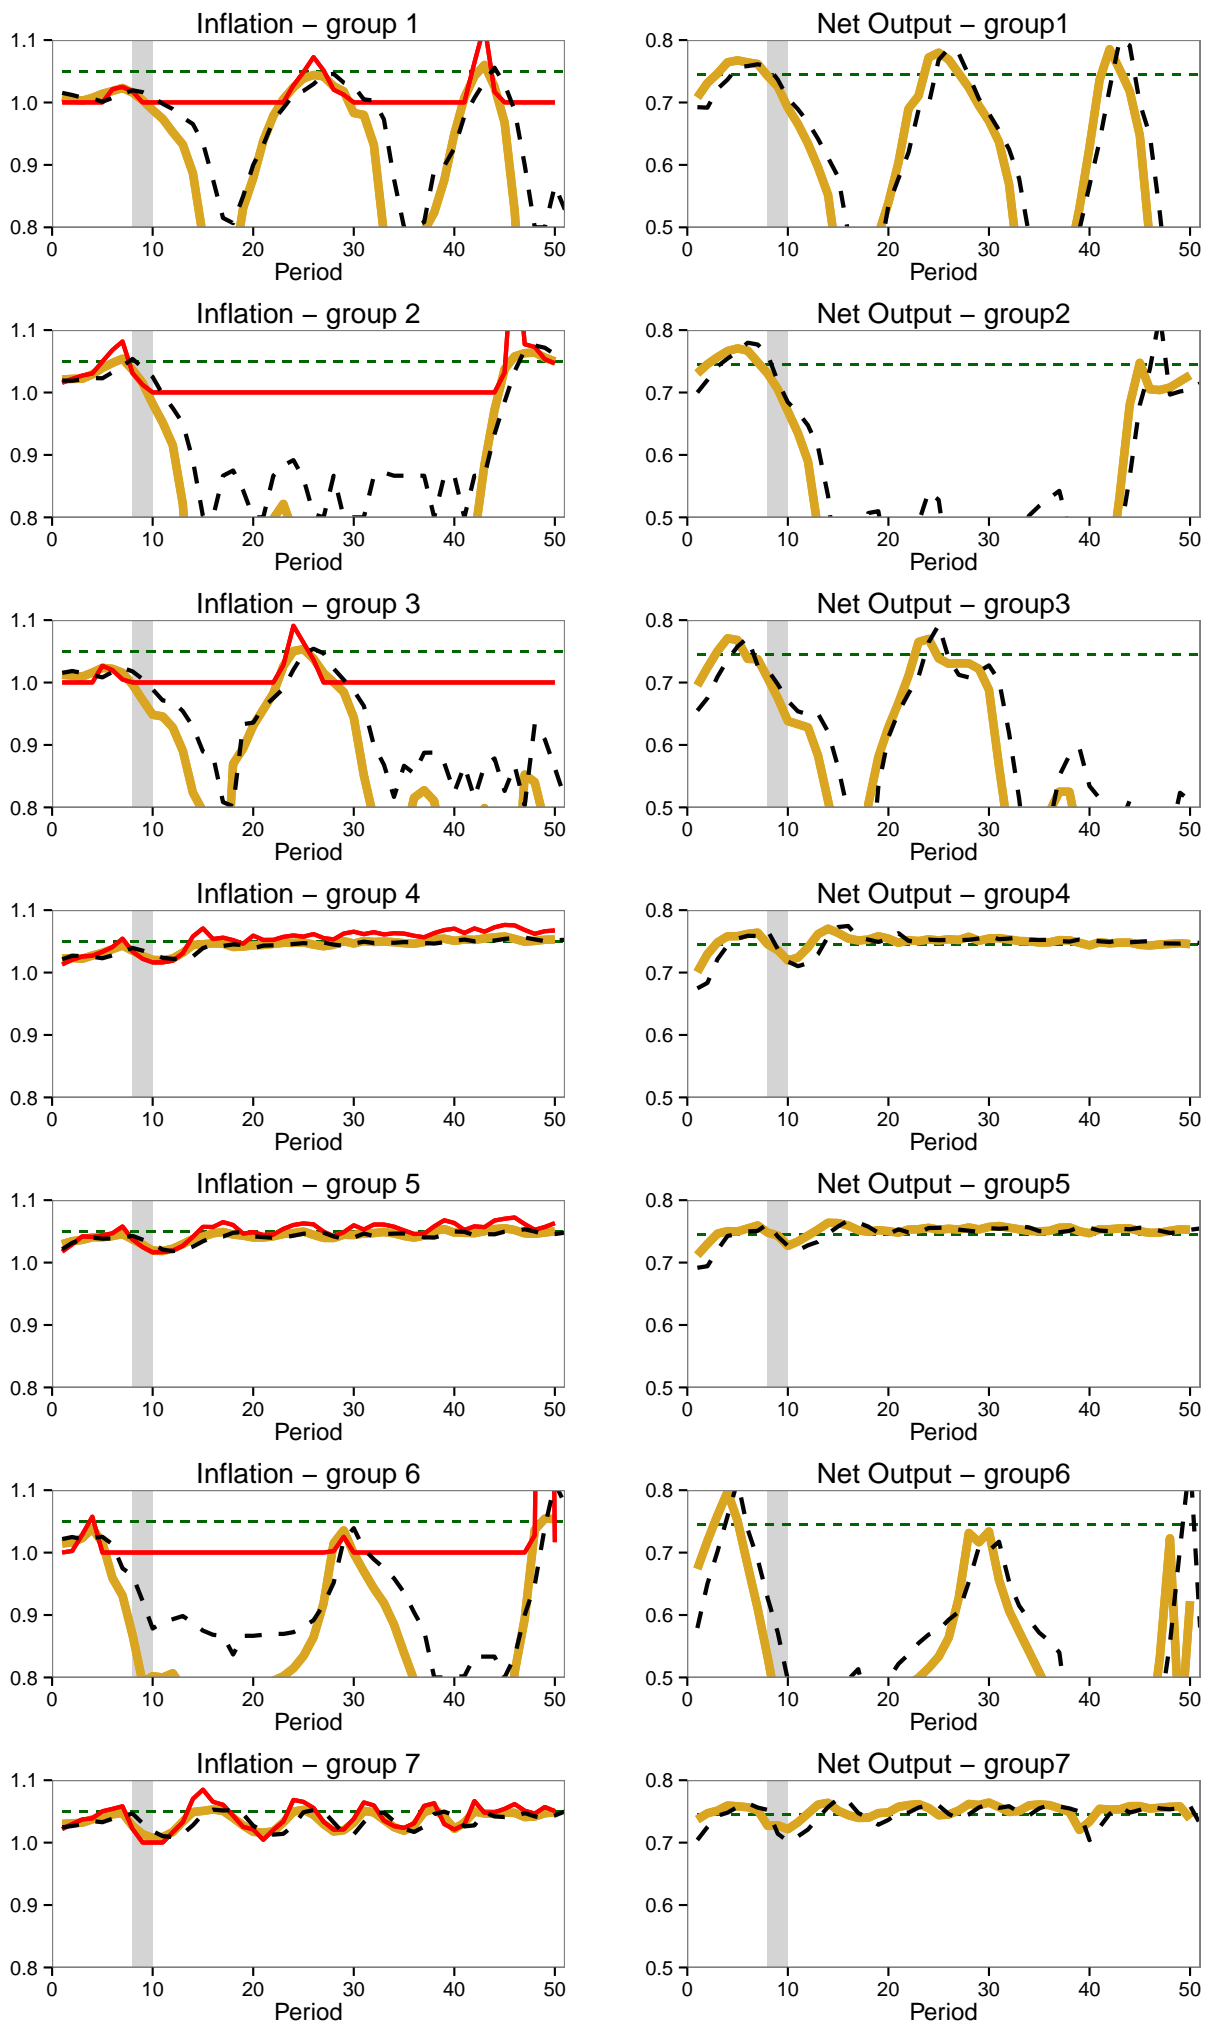 Inflation − group 1
Net Output − group1
1.1
1.0
0.9
0.8
0.8
0.7
0.6
0.5
0 10 20 30 40 50
0 10 20 30 40 50
Period
Period
Inflation − group 2
Net Output − group2
1.1
1.0
0.9
0.8
0.8
0.7
0.6
0.5
0 10 20 30 40 50
0 10 20 30 40 50
Period
Period
Inflation − group 3
Net Output − group3
1.1
1.0
0.9
0.8
0.8
0.7
0.6
0.5
0 10 20 30 40 50
0 10 20 30 40 50
Period
Period
Inflation − group 4
Net Output − group4
1.1
1.0
0.9
0.8
0.8
0.7
0.6
0.5
0 10 20 30 40 50
0 10 20 30 40 50
Period
Period
Inflation − group 5
Net Output − group5
1.1
1.0
0.9
0.8
0.8
0.7
0.6
0.5
0 10 20 30 40 50
0 10 20 30 40 50
Period
Period
Inflation − group 6
Net Output − group6
1.1
1.0
0.9
0.8
0.8
0.7
0.6
0.5
0 10 20 30 40 50
0 10 20 30 40 50
Period
Period
Inflation − group 7
Net Output − group7
1.1
1.0
0.9
0.8
0.8
0.7
0.6
0.5
0 10 20 30 40 50
0 10 20 30 40 50
Period
Period